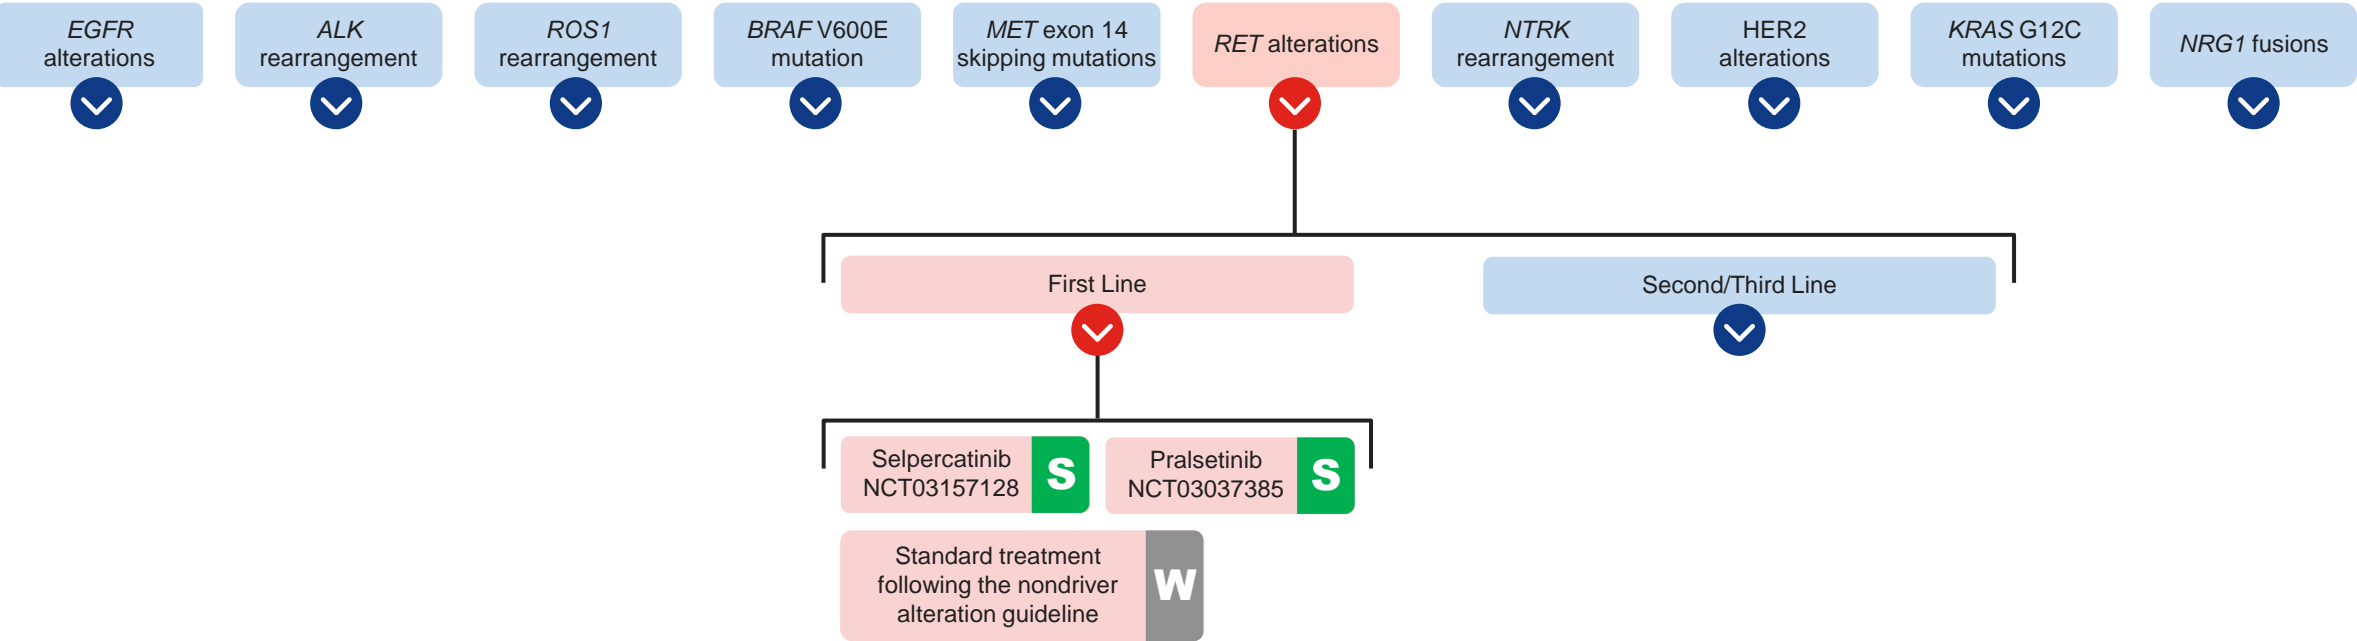 EGFR
alterations
ALK
rearrangement
ROS1
rearrangement
BRAF V600E
mutation
MET exon 14
skipping mutations
RET alterations
NTRK
rearrangement
HER2
alterations
KRAS G12C
mutations
NRG1 fusions
First Line
Second/Third Line
Selpercatinib
NCT03157128
S
Pralsetinib
NCT03037385
S
Standard treatment
following the nondriver
alteration guideline
W